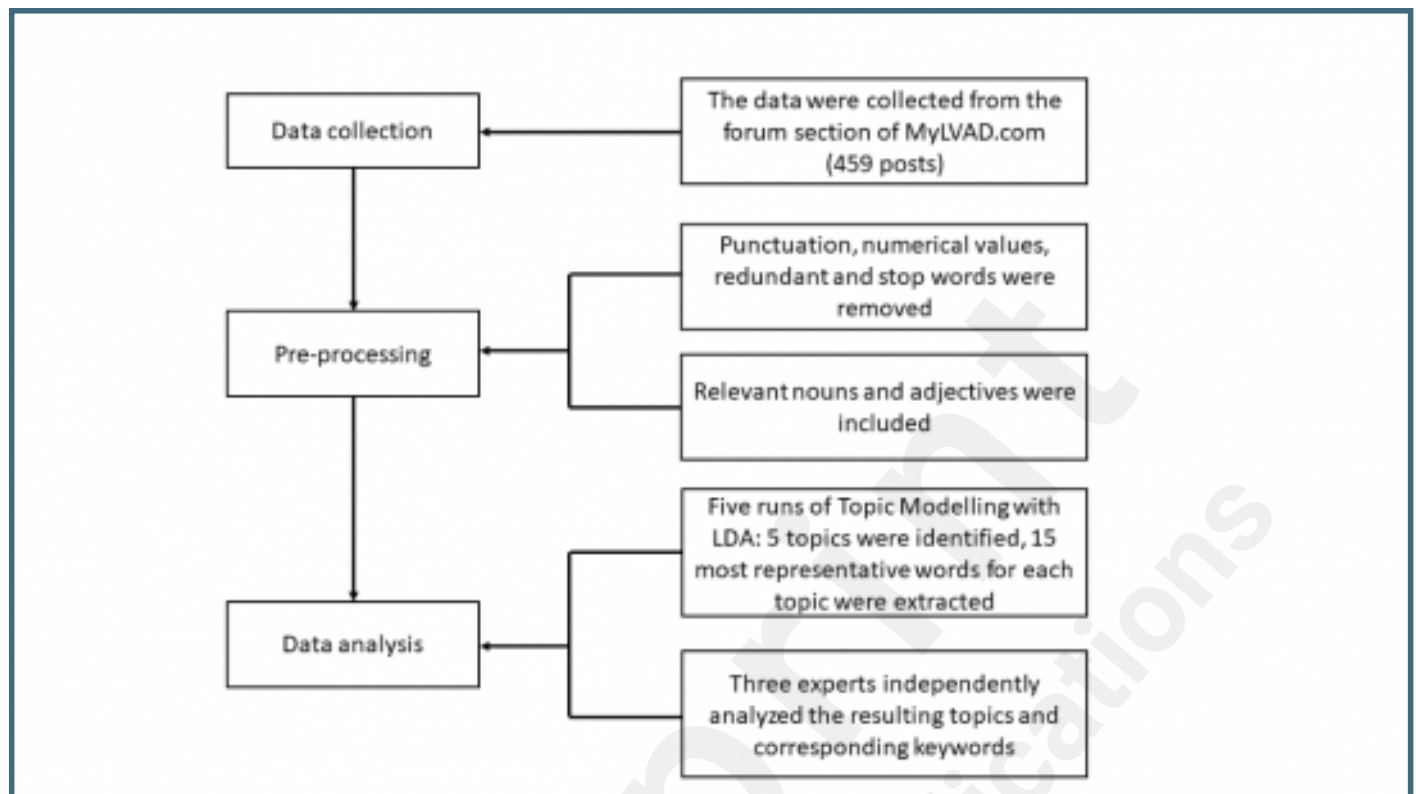 Data collection
The data were collected from the
forum section of MyLVAD.com
(459 posts)
Punctuation, numerical values,
redundant and stop words were
removed
Pre-processing
Relevant nouns and adjectives were
included
Five runs of Topic Modelling with
LDA: 5 topics were identified, 15
most representative words for each
topic were extracted
Data analysis
Three experts independently
analyzed the resulting topics and
corresponding keywords